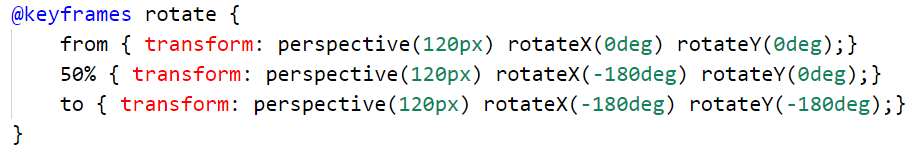 @keyframes rotate {
    from { transform: perspective(120px) rotateX(0deg) rotateY(0deg);}
    50% { transform: perspective(120px) rotateX(-180deg) rotateY(0deg);}
    to { transform: perspective(120px) rotateX(-180deg) rotateY(-180deg);}
}